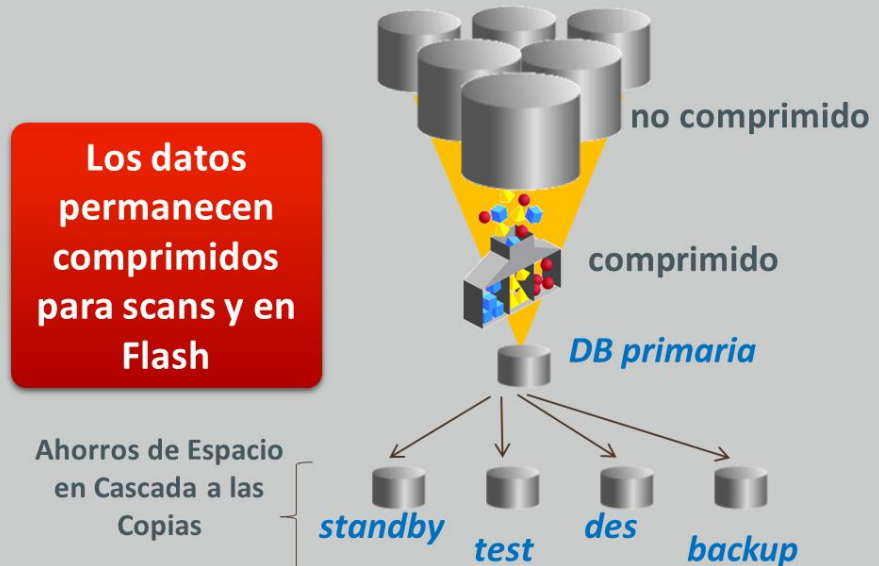 no comprimido
Los datos
permanecen
comprimidos
para scans y en
Flash
comprimido
DB primaria
Ahorros de Espacio
en Cascada a las
Copias
standby
test
des
backup